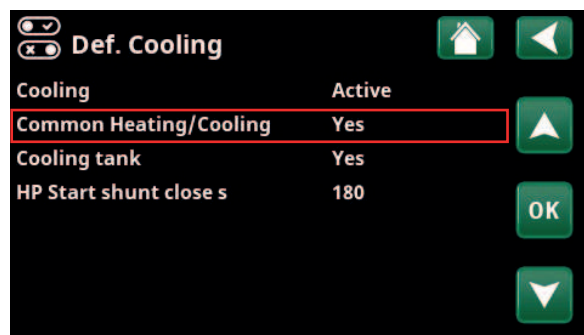 Def. Cooling
Cooling Active
Common Heating/Cooling Yes
Cooling tank Yes
HP Start shunt close s 180
OK